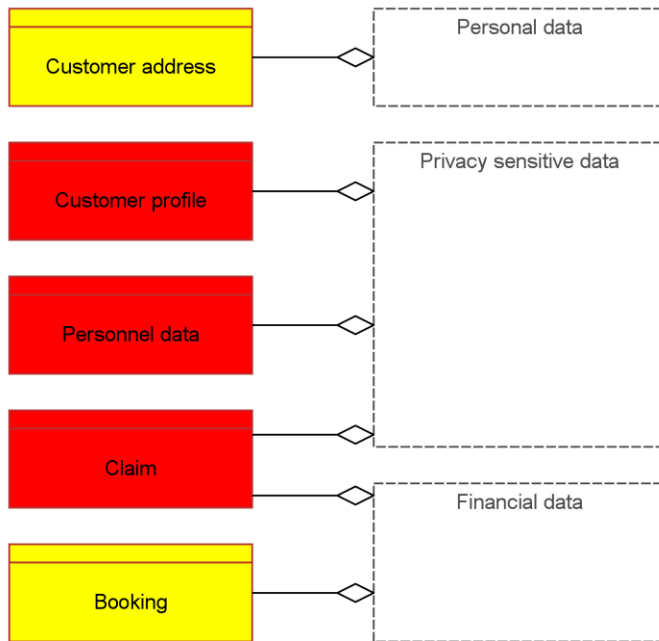 Customer address
Personal data
Customer profile
Privacy sensitive data
Personnel data
Claim
Financial data
Booking